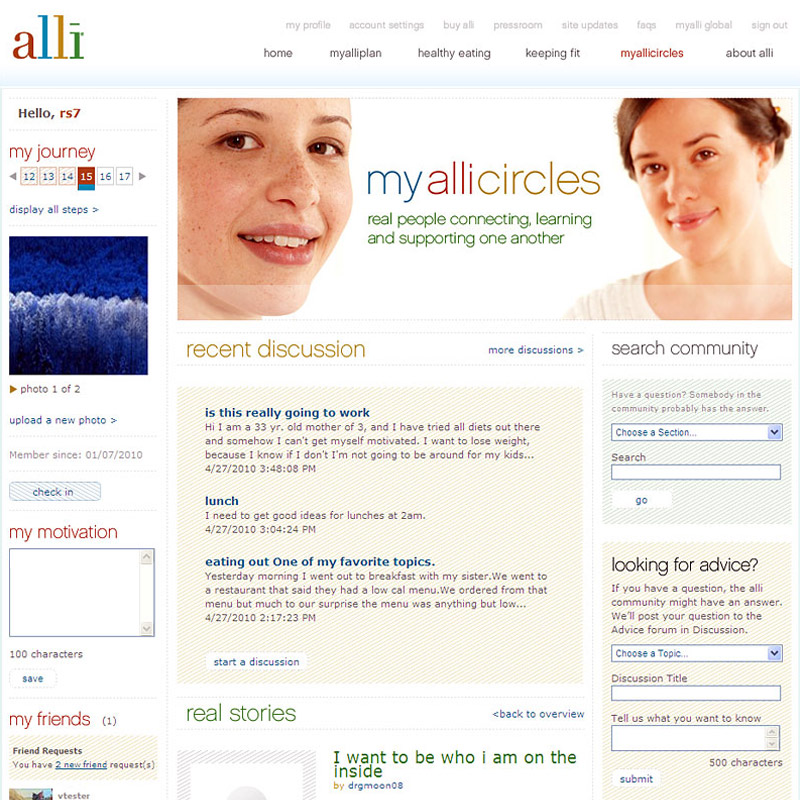 alli
my profile account settings buy alli pressroom site updates faqs myalli global sign out
home myalliplan healthy eating keeping fit myallicircles about alli
Hello, rs7
my journey
12 13 14 15 16 17
display all steps >
photo 1 of 2
upload a new photo >
Member since: 01/07/2010
check in
my motivation
100 characters
save
my friends (1)
Friend Requests
You have 2 new friend request(s)
vtester
myallicircles
real people connecting, learning
and supporting one another
recent discussion more discussions >
is this really going to work
Hi I am a 33 yr. old mother of 3, and I have tried all diets out there
and somehow I can't get myself motivated. I want to lose weight,
because I know if I don't I'm not going to be around for my kids...
4/27/2010 3:48:08 PM
lunch
I need to get good ideas for lunches at 2am.
4/27/2010 3:04:24 PM
eating out One of my favorite topics.
Yesterday morning I went out to breakfast with my sister.We went to
a restaurant that said they had a low cal menu.We ordered from that
menu but much to our surprise the menu was anything but low...
4/27/2010 2:17:23 PM
start a discussion
real stories <back to overview
I want to be who i am on the
inside
by drgmoon08
search community
Have a question? Somebody in the
community probably has the answer.
Choose a Section...
Search
go
looking for advice?
If you have a question, the alli
community might have an answer.
We'll post your question to the
Advice forum in Discussion.
Choose a Topic...
Discussion Title
Tell us what you want to know
500 characters
submit